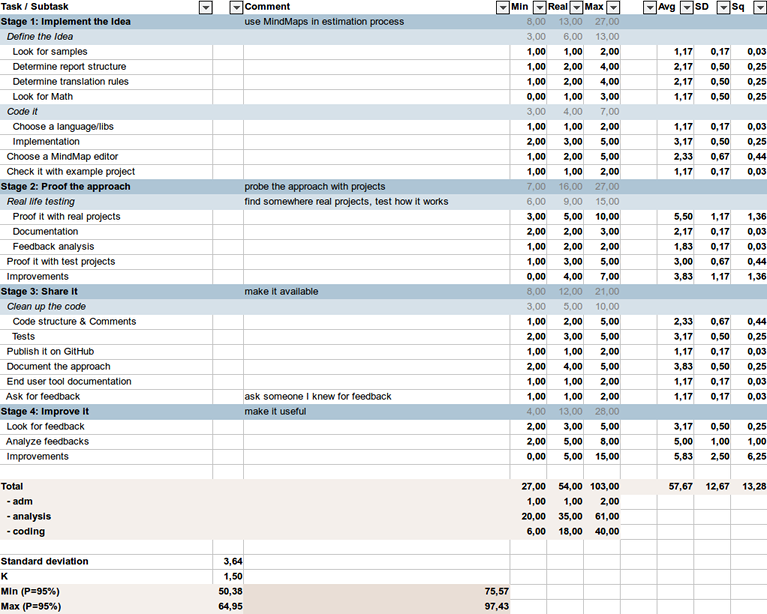 Task / Subtask Comment Min Real Max Avg SD Sq
Stage 1: Implement the Idea use MindMaps in estimation process 8,00 13,00 27,00
Define the Idea 3,00 6,00 13,00
Look for samples 1,00 1,00 2,00 1,17 0,17 0,03
Determine report structure 1,00 2,00 4,00 2,17 0,50 0,25
Determine translation rules 1,00 2,00 4,00 2,17 0,50 0,25
Look for Math 0,00 1,00 3,00 1,17 0,50 0,25
Code it 3,00 4,00 7,00
Choose a language/libs 1,00 1,00 2,00 1,17 0,17 0,03
Implementation 2,00 3,00 5,00 3,17 0,50 0,25
Choose a MindMap editor 1,00 2,00 5,00 2,33 0,67 0,44
Check it with example project 1,00 1,00 2,00 1,17 0,17 0,03
Stage 2: Proof the approach probe the approach with projects 7,00 16,00 27,00
Real life testing find somewhere real projects, test how it works 6,00 9,00 15,00
Proof it with real projects 3,00 5,00 10,00 5,50 1,17 1,36
Documentation 2,00 2,00 3,00 2,17 0,17 0,03
Feedback analysis 1,00 2,00 2,00 1,83 0,17 0,03
Proof it with test projects 1,00 3,00 5,00 3,00 0,67 0,44
Improvements 0,00 4,00 7,00 3,83 1,17 1,36
Stage 3: Share it make it available 8,00 12,00 21,00
Clean up the code 3,00 5,00 10,00
Code structure & Comments 1,00 2,00 5,00 2,33 0,67 0,44
Tests 2,00 3,00 5,00 3,17 0,50 0,25
Publish it on GitHub 1,00 1,00 2,00 1,17 0,17 0,03
Document the approach 2,00 4,00 5,00 3,83 0,50 0,25
End user tool documentation 1,00 1,00 2,00 1,17 0,17 0,03
Ask for feedback ask someone I knew for feedback 1,00 1,00 2,00 1,17 0,17 0,03
Stage 4: Improve it make it useful 4,00 13,00 28,00
Look for feedback 2,00 3,00 5,00 3,17 0,50 0,25
Analyze feedbacks 2,00 5,00 8,00 5,00 1,00 1,00
Improvements 0,00 5,00 15,00 5,83 2,50 6,25
Total 27,00 54,00 103,00 57,67 12,67 13,28
- adm 1,00 1,00 2,00
- analysis 20,00 35,00 61,00
- coding 6,00 18,00 40,00
Standard deviation 3,64
K 1,50
Min (P=95%) 50,38 75,57
Max (P=95%) 64,95 97,43